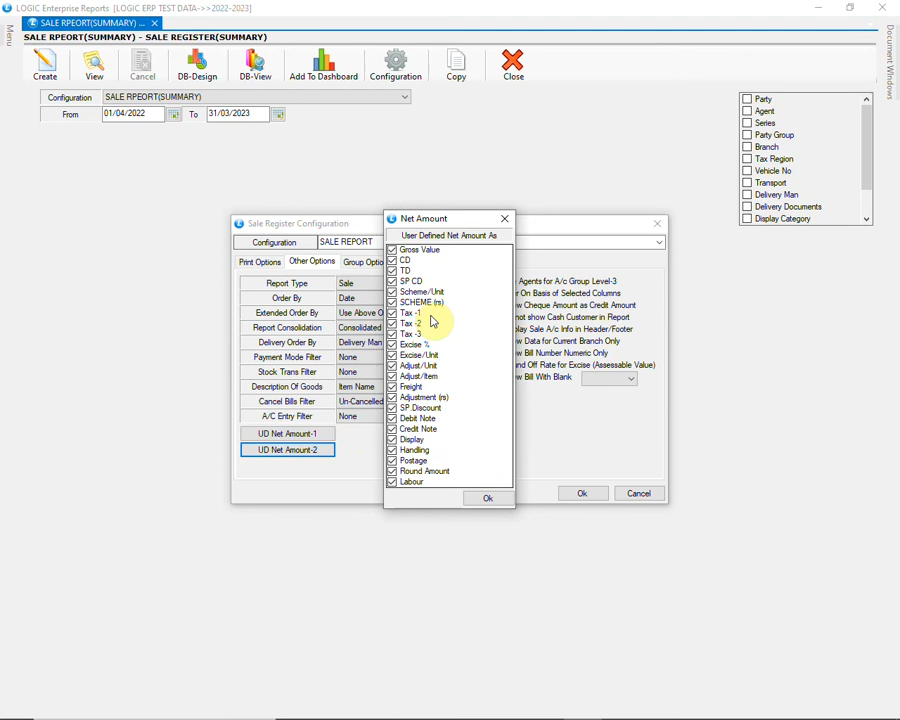 LOGIC Enterprise Reports [LOGIC ERP TEST DATA->>2022-2023]
Menu
SALE RPEORT(SUMMARY) ...
Document Windows
SALE RPEORT(SUMMARY) - SALE REGISTER(SUMMARY)
Create
View
Cancel
DB-Design
DB-View
Add To Dashboard
Configuration
Copy
Close
Configuration SALE RPEORT(SUMMARY)
From 01/04/2022 To 31/03/2023
Party
Agent
Series
Party Group
Branch
Tax Region
Vehicle No
Transport
Delivery Man
Delivery Documents
Display Category
Sale Register Configuration
Configuration SALE REPORT
Print Options Other Options Group Optio
Report Type Sale
Order By Date
Extended Order By Use Above O
Report Consolidation Consolidated
Delivery Order By Delivery Man
Payment Mode Filter None
Stock Trans Filter None
Description Of Goods Item Name
Cancel Bills Filter Un-Cancelled
A/C Entry Filter None
UD Net Amount-1
UD Net Amount-2
Net Amount
User Defined Net Amount As
Gross Value
CD
TD
SP CD
Scheme/Unit
SCHEME (rs)
Tax -1
Tax -2
Tax -3
Excise %
Excise/Unit
Adjust/Unit
Adjust/Item
Freight
Adjustment (rs)
SP.Discount
Debit Note
Credit Note
Display
Handling
Postage
Round Amount
Labour
Ok
Agents for A/c Group Level-3
r On Basis of Selected Columns
w Cheque Amount as Credit Amount
not show Cash Customer in Report
lay Sale A/c Info in Header/Footer
w Data for Current Branch Only
w Bill Number Numeric Only
nd Off Rate for Excise (Assessable Value)
w Bill With Blank
Ok Cancel